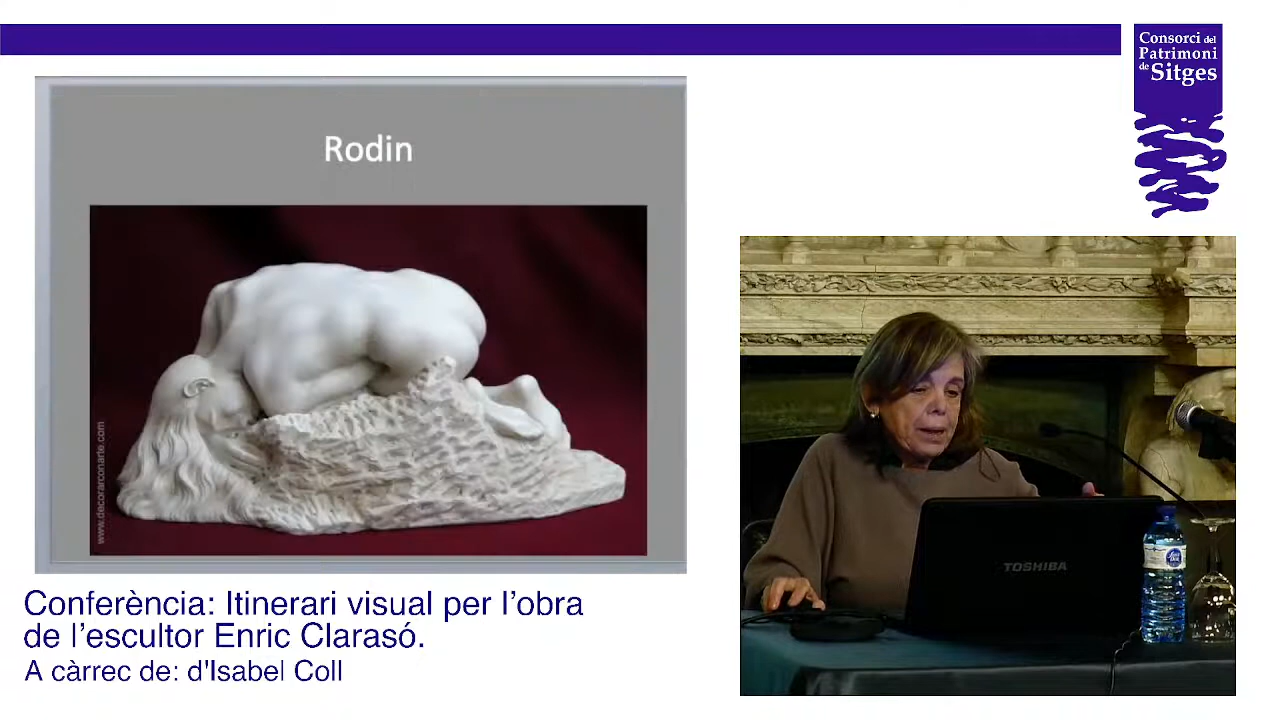 Consorci del
Patrimoni
de Sitges
Rodin
www.decorarconarte.com
Conferència: Itinerari visual per l'obra
de l'escultor Enric Clarasó.
A càrrec de: d'Isabel Coll
TOSHIBA